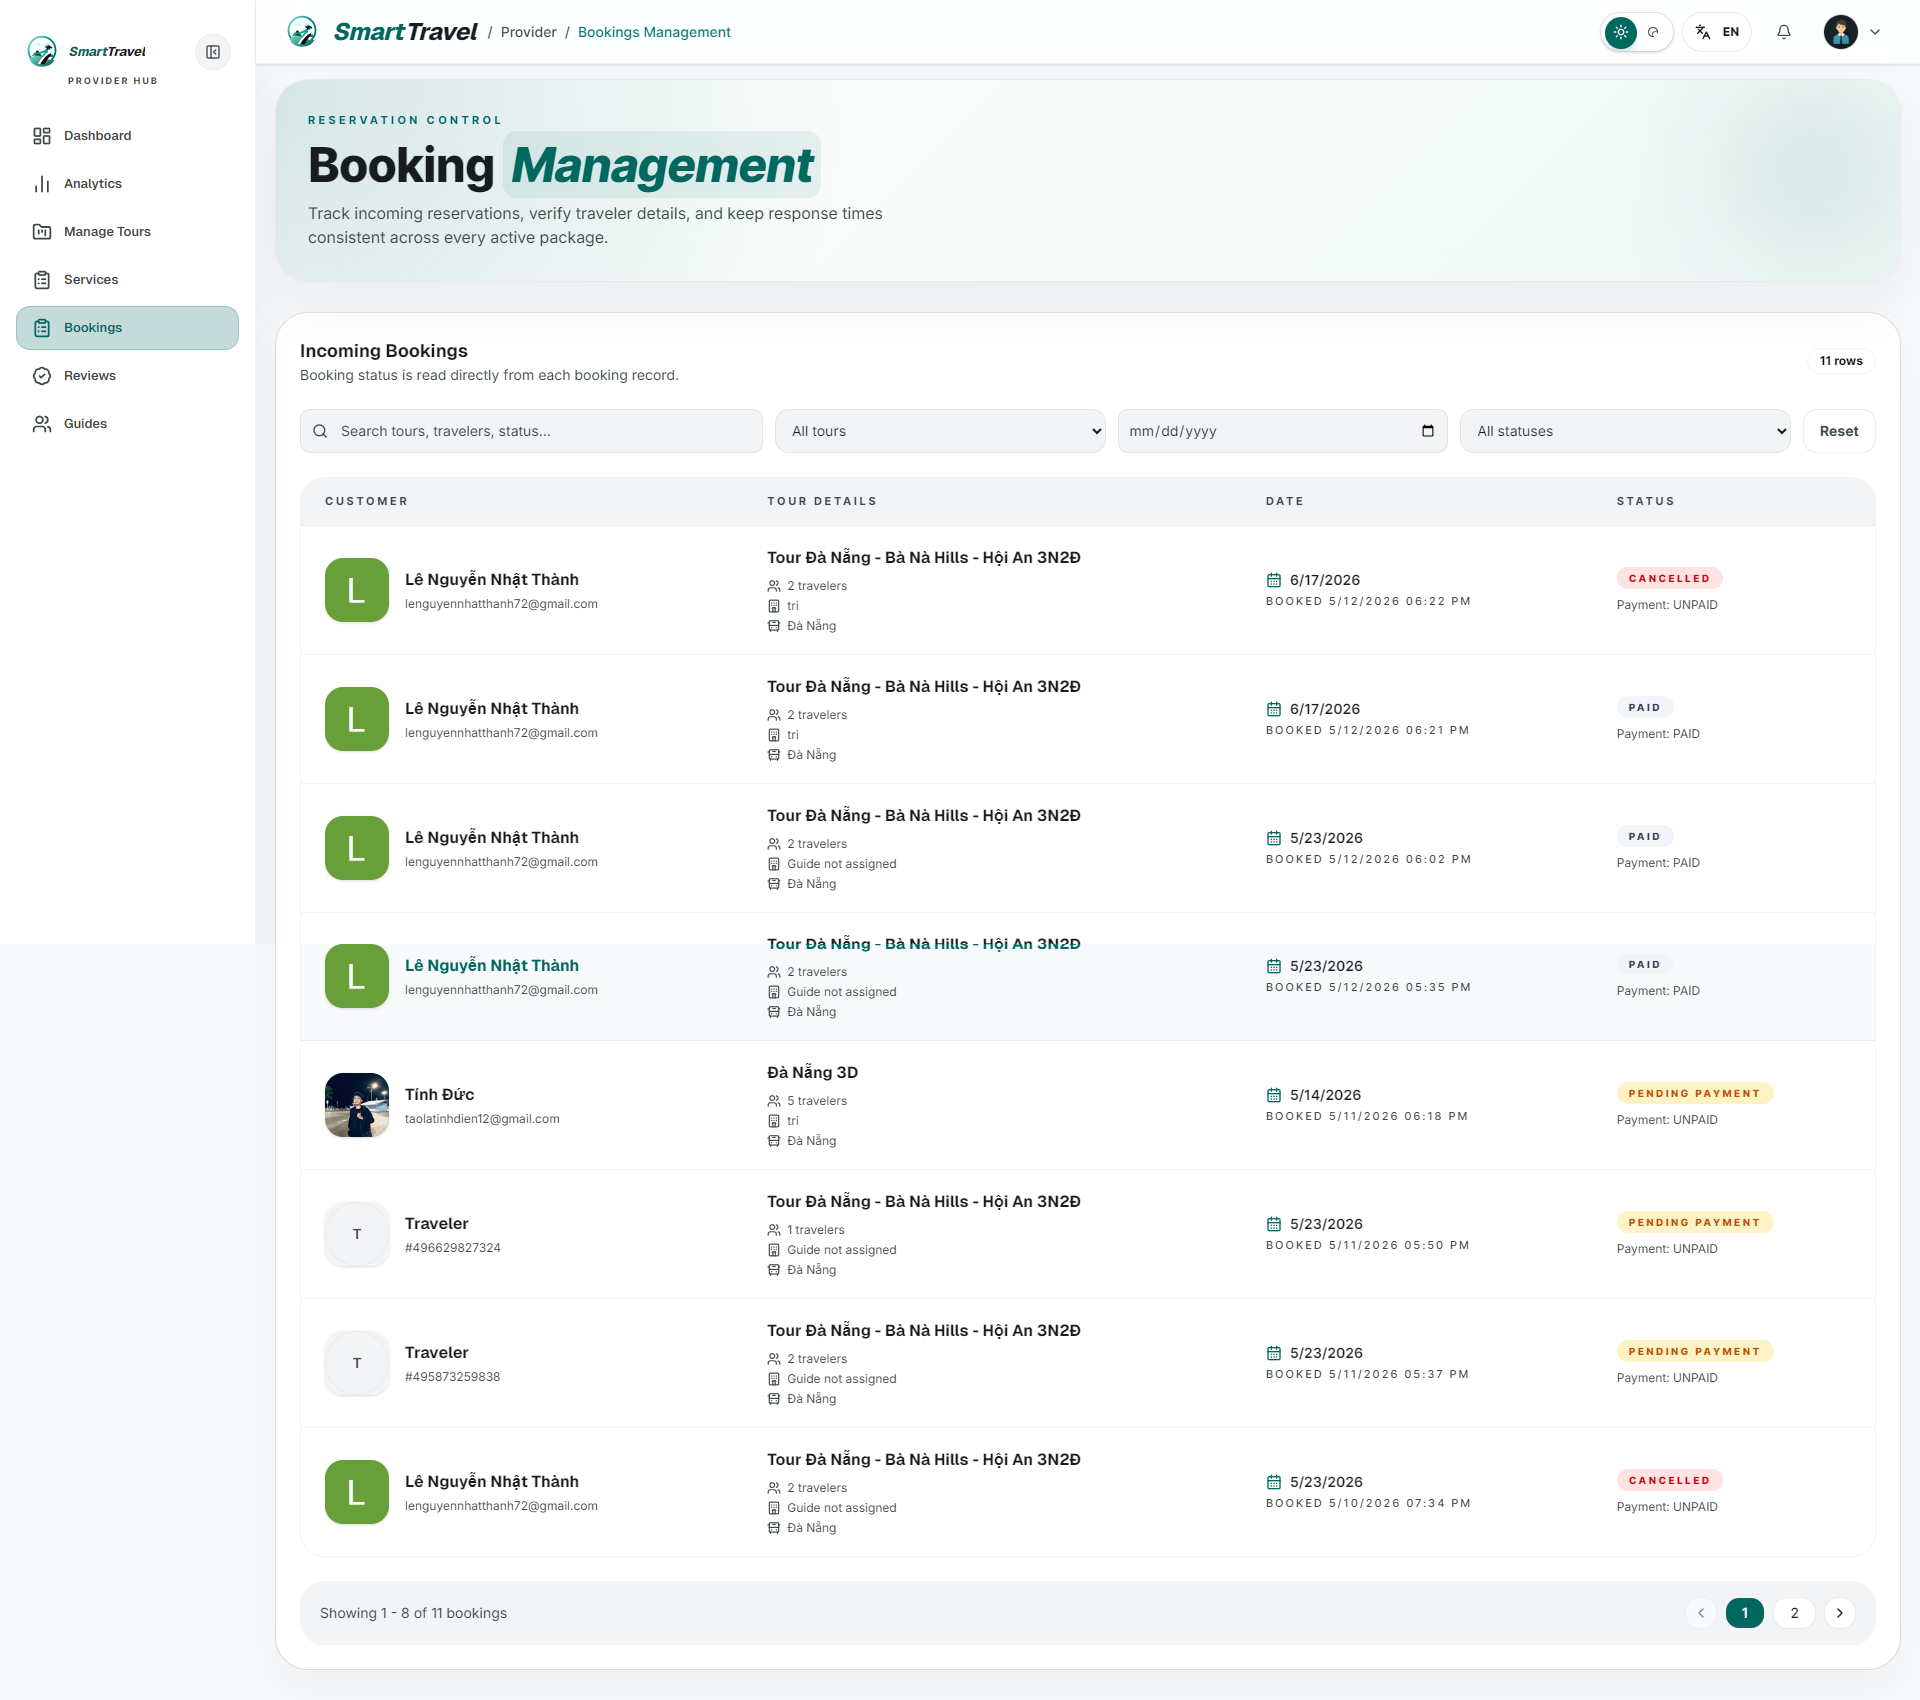 SmartTravel
PROVIDER HUB
Dashboard
Analytics
Manage Tours
Services
Bookings
Reviews
Guides
SmartTravel / Provider / Bookings Management
EN
RESERVATION CONTROL
Booking Management
Track incoming reservations, verify traveler details, and keep response times
consistent across every active package.
Incoming Bookings
Booking status is read directly from each booking record.
11 rows
Search tours, travelers, status...
All tours
mm/dd/yyyy
All statuses
Reset
CUSTOMER TOUR DETAILS DATE STATUS
L
Lê Nguyễn Nhật Thành
lenguyennhatthanh72@gmail.com
Tour Đà Nẵng - Bà Nà Hills - Hội An 3N2Đ
2 travelers
tri
Đà Nẵng
6/17/2026
BOOKED 5/12/2026 06:22 PM
CANCELLED
Payment: UNPAID
L
Lê Nguyễn Nhật Thành
lenguyennhatthanh72@gmail.com
Tour Đà Nẵng - Bà Nà Hills - Hội An 3N2Đ
2 travelers
tri
Đà Nẵng
6/17/2026
BOOKED 5/12/2026 06:21 PM
PAID
Payment: PAID
L
Lê Nguyễn Nhật Thành
lenguyennhatthanh72@gmail.com
Tour Đà Nẵng - Bà Nà Hills - Hội An 3N2Đ
2 travelers
Guide not assigned
Đà Nẵng
5/23/2026
BOOKED 5/12/2026 06:02 PM
PAID
Payment: PAID
L
Lê Nguyễn Nhật Thành
lenguyennhatthanh72@gmail.com
Tour Đà Nẵng - Bà Nà Hills - Hội An 3N2Đ
2 travelers
Guide not assigned
Đà Nẵng
5/23/2026
BOOKED 5/12/2026 05:35 PM
PAID
Payment: PAID
Tính Đức
taolatinhdien12@gmail.com
Đà Nẵng 3D
5 travelers
tri
Đà Nẵng
5/14/2026
BOOKED 5/11/2026 06:18 PM
PENDING PAYMENT
Payment: UNPAID
T
Traveler
#496629827324
Tour Đà Nẵng - Bà Nà Hills - Hội An 3N2Đ
1 travelers
Guide not assigned
Đà Nẵng
5/23/2026
BOOKED 5/11/2026 05:50 PM
PENDING PAYMENT
Payment: UNPAID
T
Traveler
#495873259838
Tour Đà Nẵng - Bà Nà Hills - Hội An 3N2Đ
2 travelers
Guide not assigned
Đà Nẵng
5/23/2026
BOOKED 5/11/2026 05:37 PM
PENDING PAYMENT
Payment: UNPAID
L
Lê Nguyễn Nhật Thành
lenguyennhatthanh72@gmail.com
Tour Đà Nẵng - Bà Nà Hills - Hội An 3N2Đ
2 travelers
Guide not assigned
Đà Nẵng
5/23/2026
BOOKED 5/10/2026 07:34 PM
CANCELLED
Payment: UNPAID
Showing 1 - 8 of 11 bookings
1 2